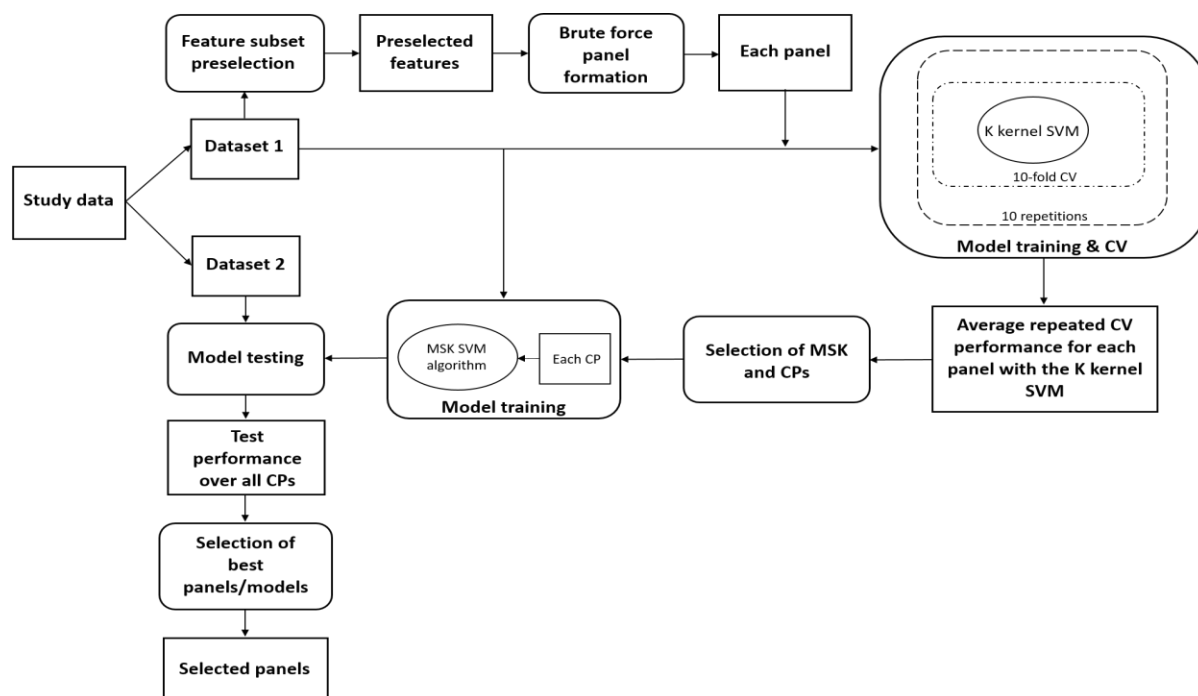 Feature subset
preselection
Preselected
features
Brute force
panel
formation
Each panel
K kernel SVM
10-fold CV
10 repetitions
Model training & CV
Dataset 1
Study data
Dataset 2
Model testing
MSK SVM
algorithm
Each CP
Model training
Selection of MSK
and CPs
Average repeated CV
performance for each
panel with the K kernel
SVM
Test
performance
over all CPs
Selection of
best
panels/models
Selected panels